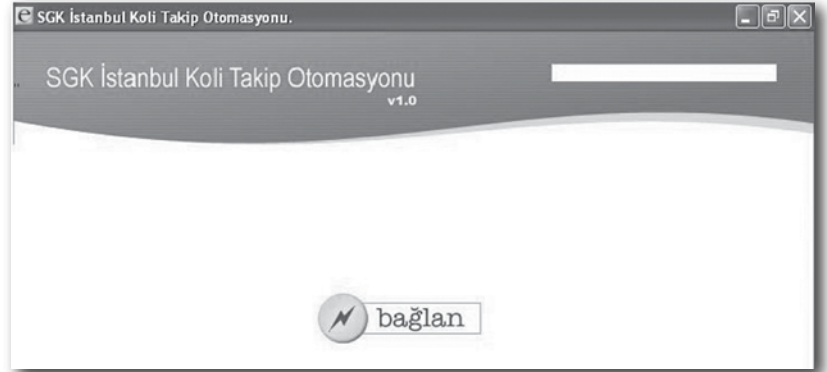 SGK İstanbul Koli Takip Otomasyonu.
SGK İstanbul Koli Takip Otomasyonu
v1.0
bağlan